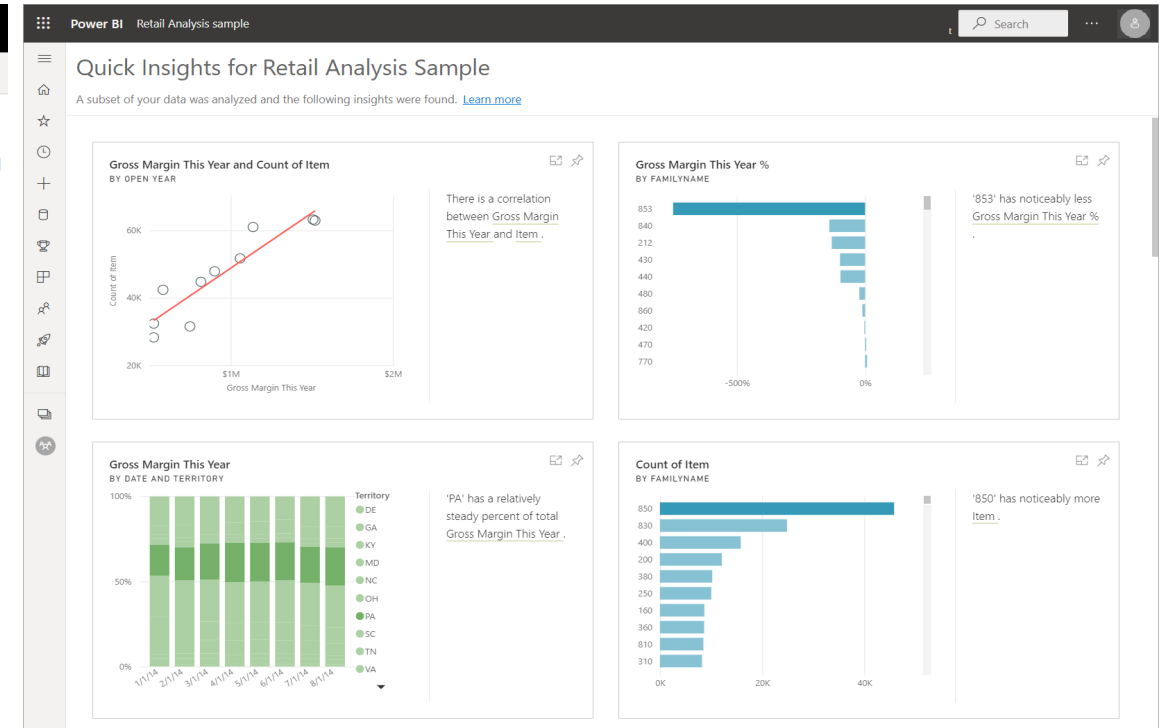 Power BI Retail Analysis sample
t
Search
Quick Insights for Retail Analysis Sample
A subset of your data was analyzed and the following insights were found. Learn more
Gross Margin This Year and Count of Item
BY OPEN YEAR
60K
40K
20K
Count of Item
$1M
$2M
Gross Margin This Year
There is a correlation
between Gross Margin
This Year and Item .
Gross Margin This Year %
BY FAMILYNAME
853
840
212
430
440
480
860
420
470
770
-500%
0%
'853' has noticeably less
Gross Margin This Year %
.
Gross Margin This Year
BY DATE AND TERRITORY
100%
50%
0%
1/1/14
2/1/14
3/1/14
4/1/14
5/1/14
6/1/14
7/1/14
8/1/14
Territory
DE
GA
KY
MD
NC
OH
PA
SC
TN
VA
'PA' has a relatively
steady percent of total
Gross Margin This Year .
Count of Item
BY FAMILYNAME
850
830
400
200
380
250
160
360
810
310
0K
20K
40K
'850' has noticeably more
Item .